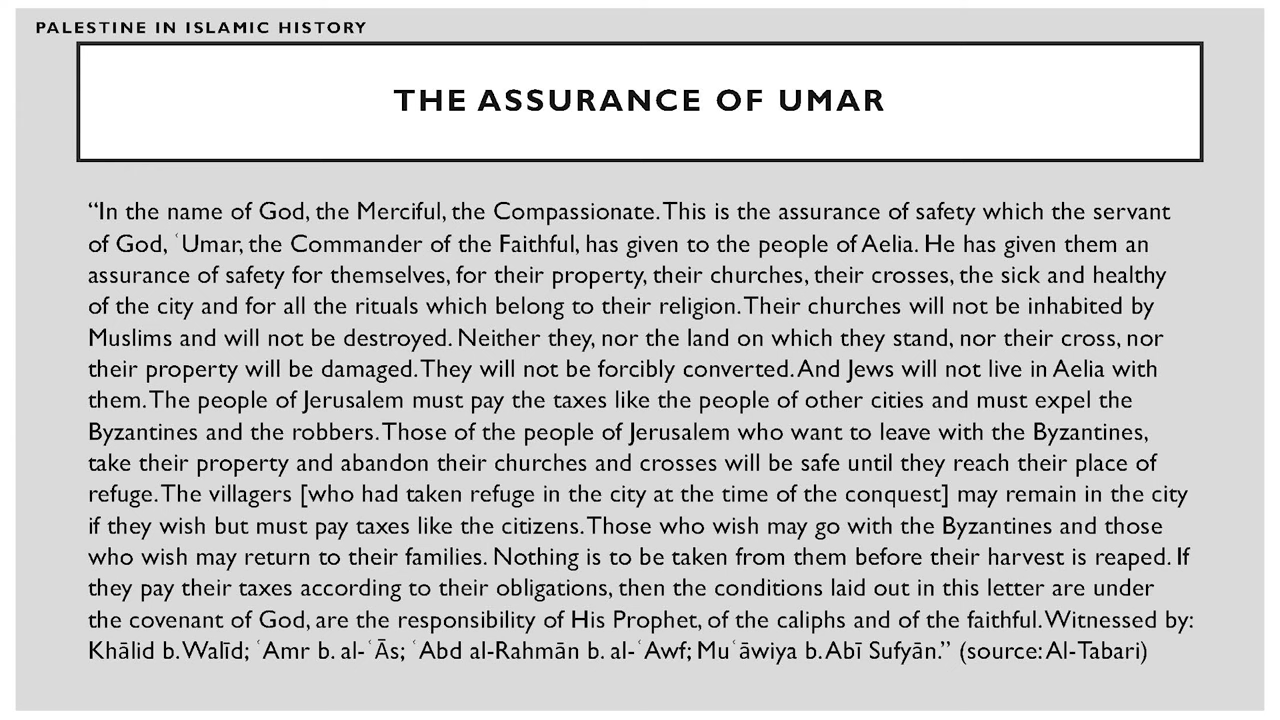 PALESTINE IN ISLAMIC HISTORY
THE ASSURANCE OF UMAR
“In the name of God, the Merciful, the Compassionate. This is the assurance of safety which the servant
of God, ʿUmar, the Commander of the Faithful, has given to the people of Aelia. He has given them an
assurance of safety for themselves, for their property, their churches, their crosses, the sick and healthy
of the city and for all the rituals which belong to their religion. Their churches will not be inhabited by
Muslims and will not be destroyed. Neither they, nor the land on which they stand, nor their cross, nor
their property will be damaged. They will not be forcibly converted. And Jews will not live in Aelia with
them. The people of Jerusalem must pay the taxes like the people of other cities and must expel the
Byzantines and the robbers. Those of the people of Jerusalem who want to leave with the Byzantines,
take their property and abandon their churches and crosses will be safe until they reach their place of
refuge. The villagers [who had taken refuge in the city at the time of the conquest] may remain in the city
if they wish but must pay taxes like the citizens. Those who wish may go with the Byzantines and those
who wish may return to their families. Nothing is to be taken from them before their harvest is reaped. If
they pay their taxes according to their obligations, then the conditions laid out in this letter are under
the covenant of God, are the responsibility of His Prophet, of the caliphs and of the faithful. Witnessed by:
Khālid b. Walīd; ʿAmr b. al-ʿĀs; ʿAbd al-Rahmān b. al-ʿAwf; Muʿāwiya b. Abī Sufyān.” (source: Al-Tabari)